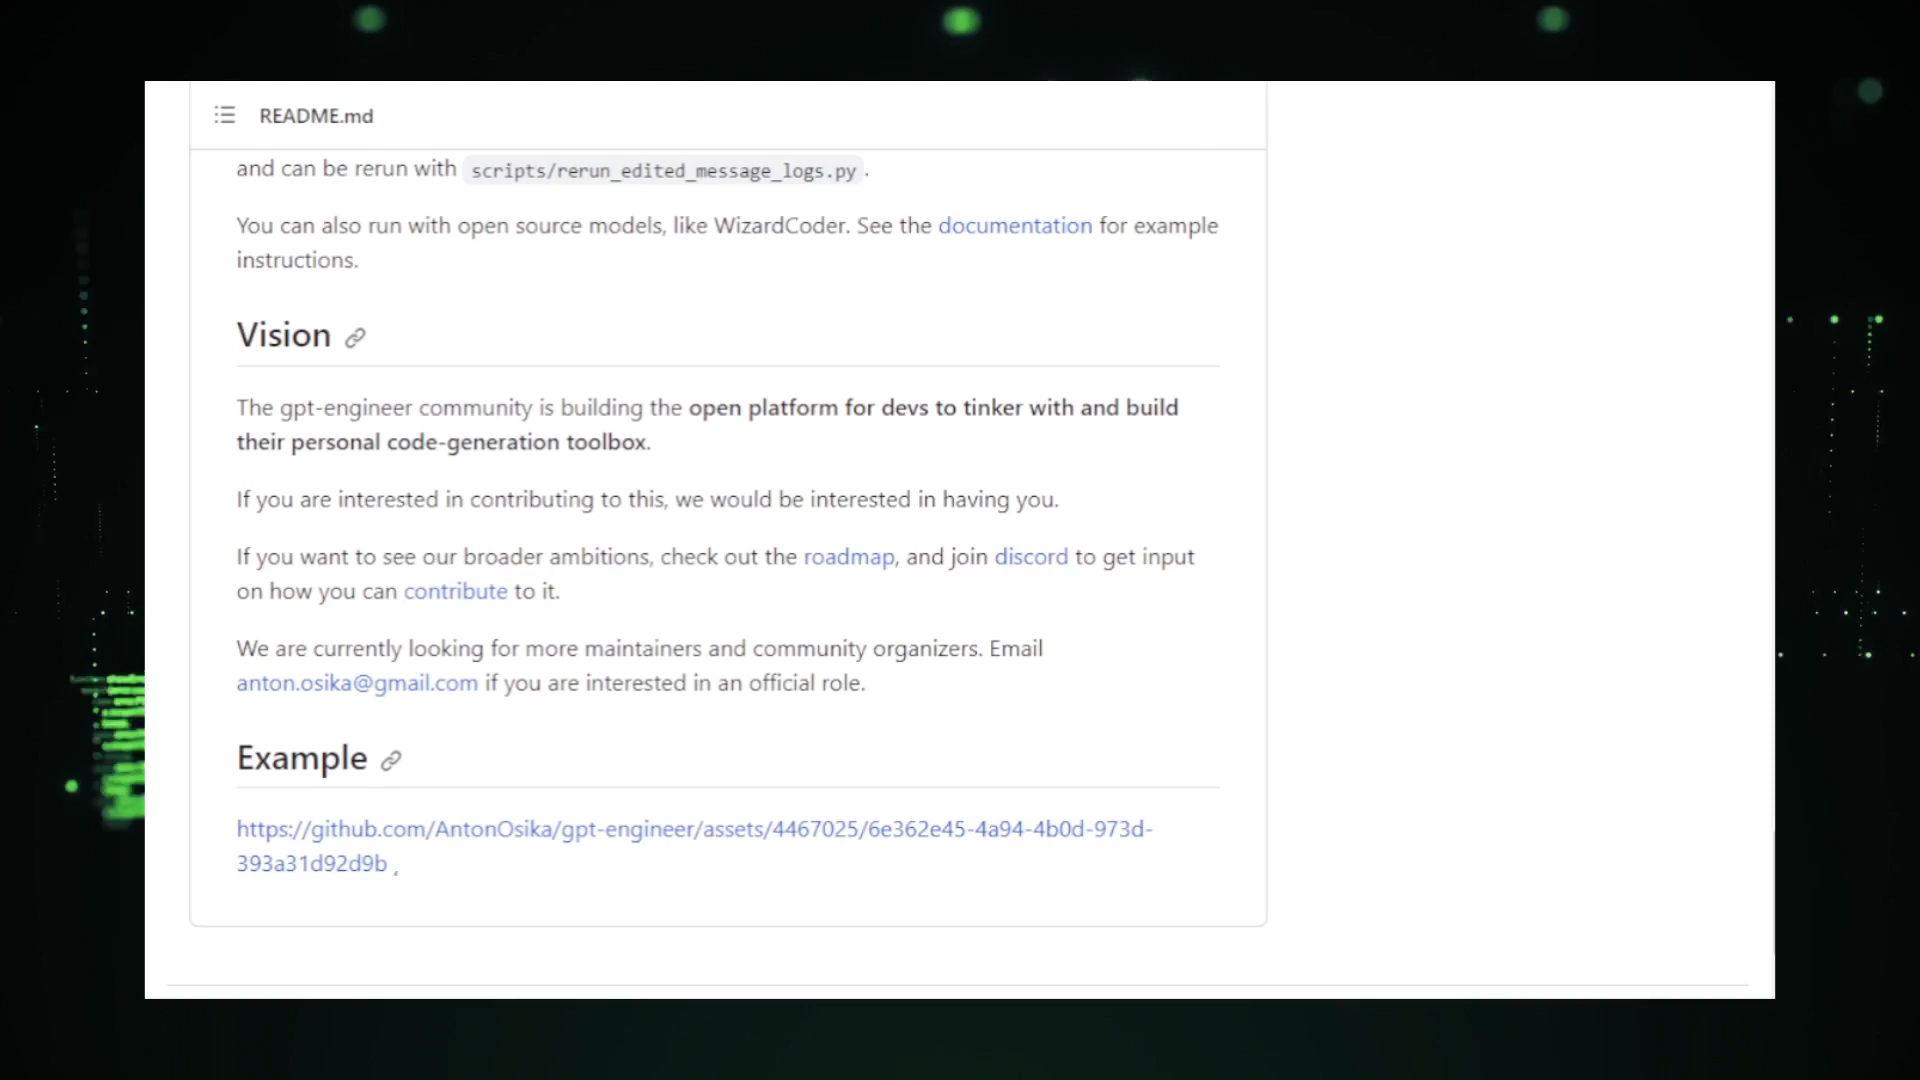 README.md
and can be rerun with scripts/rerun_edited_message_logs.py .
You can also run with open source models, like WizardCoder. See the documentation for example
instructions.
Vision
The gpt-engineer community is building the open platform for devs to tinker with and build
their personal code-generation toolbox.
If you are interested in contributing to this, we would be interested in having you.
If you want to see our broader ambitions, check out the roadmap, and join discord to get input
on how you can contribute to it.
We are currently looking for more maintainers and community organizers. Email
anton.osika@gmail.com if you are interested in an official role.
Example
https://github.com/AntonOsika/gpt-engineer/assets/4467025/6e362e45-4a94-4b0d-973d-
393a31d92d9b